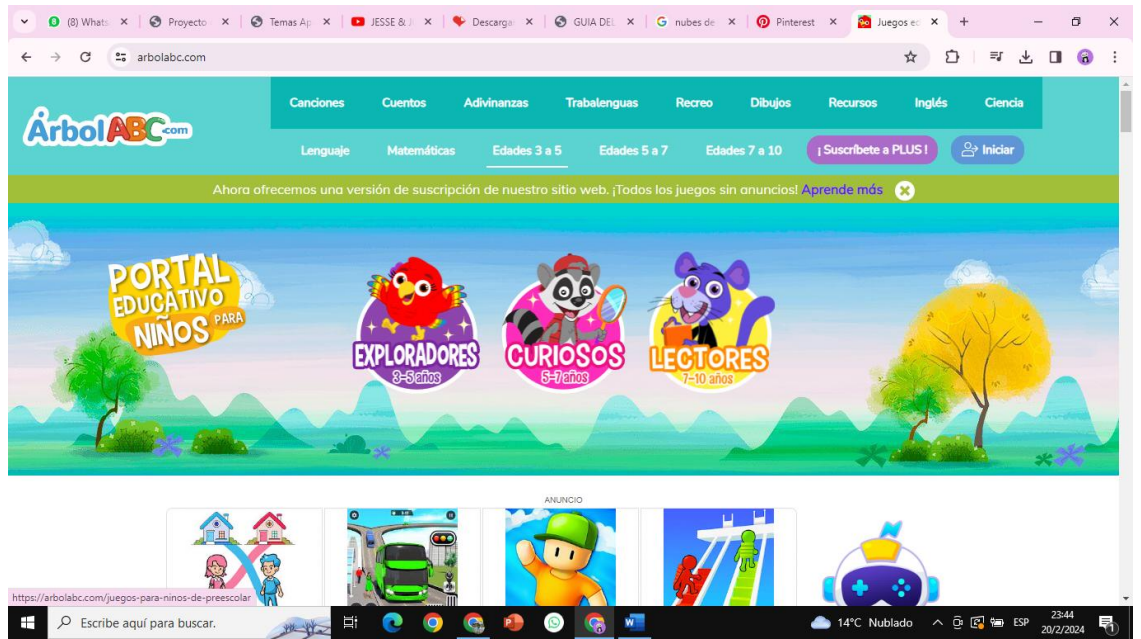 (8) Whats
Proyecto
Temas Ap
JESSE & J
Descarga
GUIA DEL
nubes de
Pinterest
Juegos ed
arbolabc.com
Canciones Cuentos Adivinanzas Trabalenguas Recreo Dibujos Recursos Inglés Ciencia
ÁrbolABC.com
Lenguaje Matemáticas Edades 3 a 5 Edades 5 a 7 Edades 7 a 10 ¡ Suscríbete a PLUS ! Iniciar
Ahora ofrecemos una versión de suscripción de nuestro sitio web. ¡Todos los juegos sin anuncios! Aprende más
PORTAL
EDUCATIVO
PARA
NIÑOS
EXPLORADORES
3-5 años
CURIOSOS
5-7 años
LECTORES
7-10 años
ANUNCIO
https://arbolabc.com/juegos-para-ninos-de-preescolar
Escribe aquí para buscar.
14°C Nublado
ESP
23:44
20/2/2024